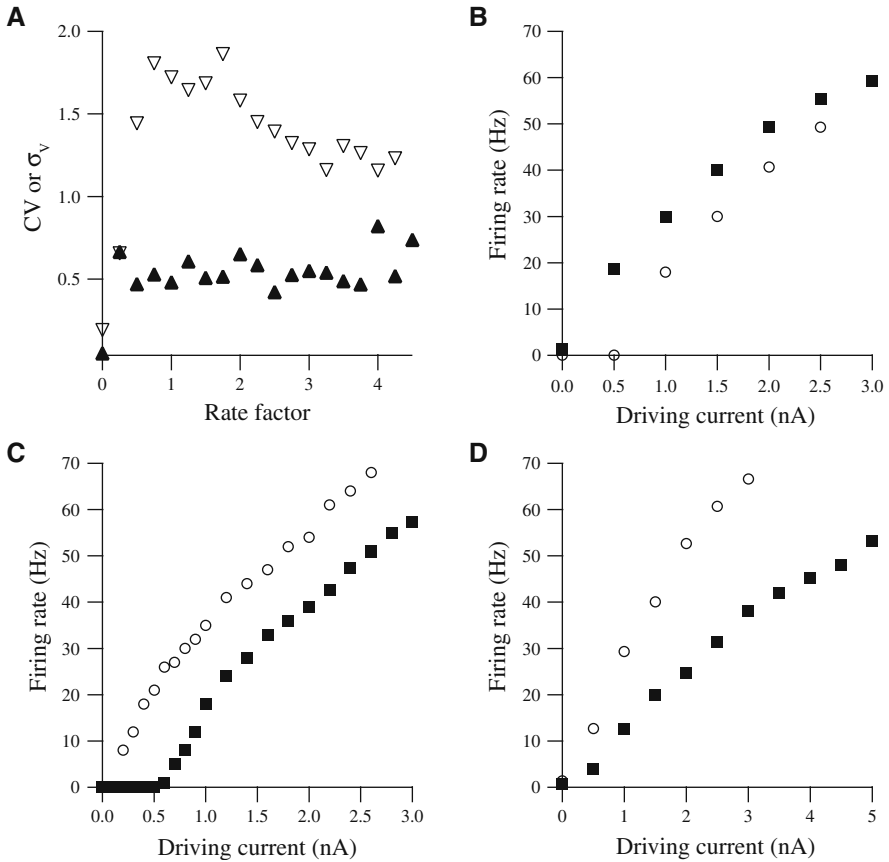 A
2.0
1.5
1.0
0.5
CV or σV
0 1 2 3 4
Rate factor
B
70
60
50
40
30
20
10
0
Firing rate (Hz)
0.0 0.5 1.0 1.5 2.0 2.5 3.0
Driving current (nA)
C
70
60
50
40
30
20
10
0
Firing rate (Hz)
0.0 0.5 1.0 1.5 2.0 2.5 3.0
Driving current (nA)
D
70
60
50
40
30
20
10
0
Firing rate (Hz)
0 1 2 3 4 5
Driving current (nA)